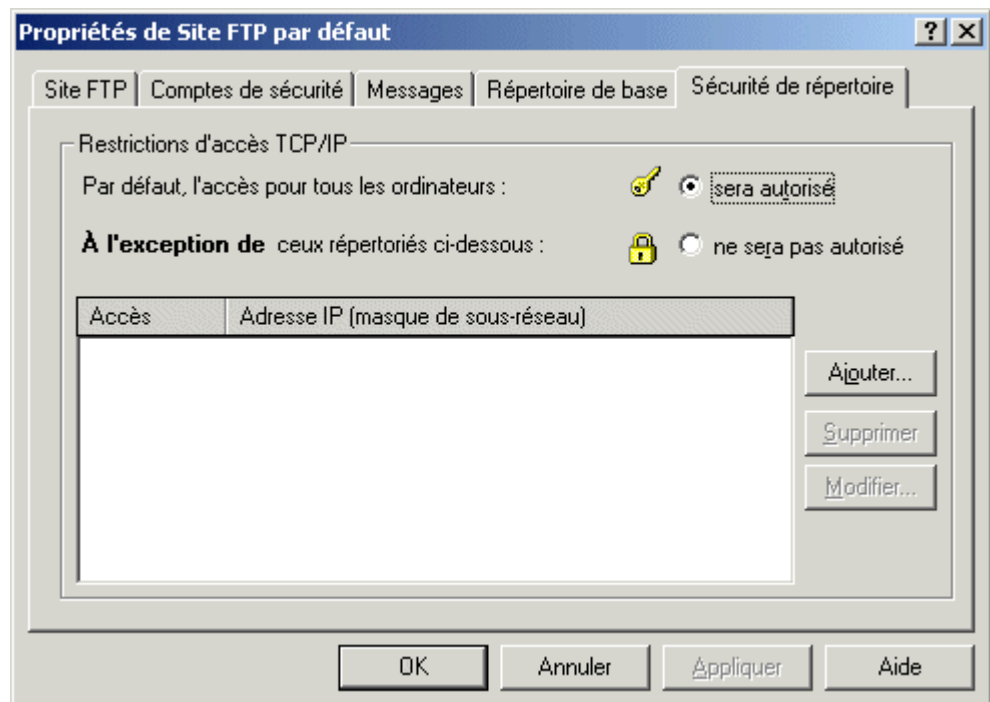 Propriétés de Site FTP par défaut
Site FTP
Comptes de sécurité
Messages
Répertoire de base
Sécurité de répertoire
Restrictions d'accès TCP/IP
Par défaut, l'accès pour tous les ordinateurs :
sera autorisé
À l'exception de ceux répertoriés ci-dessous :
ne sera pas autorisé
Accès
Adresse IP (masque de sous-réseau)
Ajouter...
Supprimer
Modifier...
OK
Annuler
Appliquer
Aide